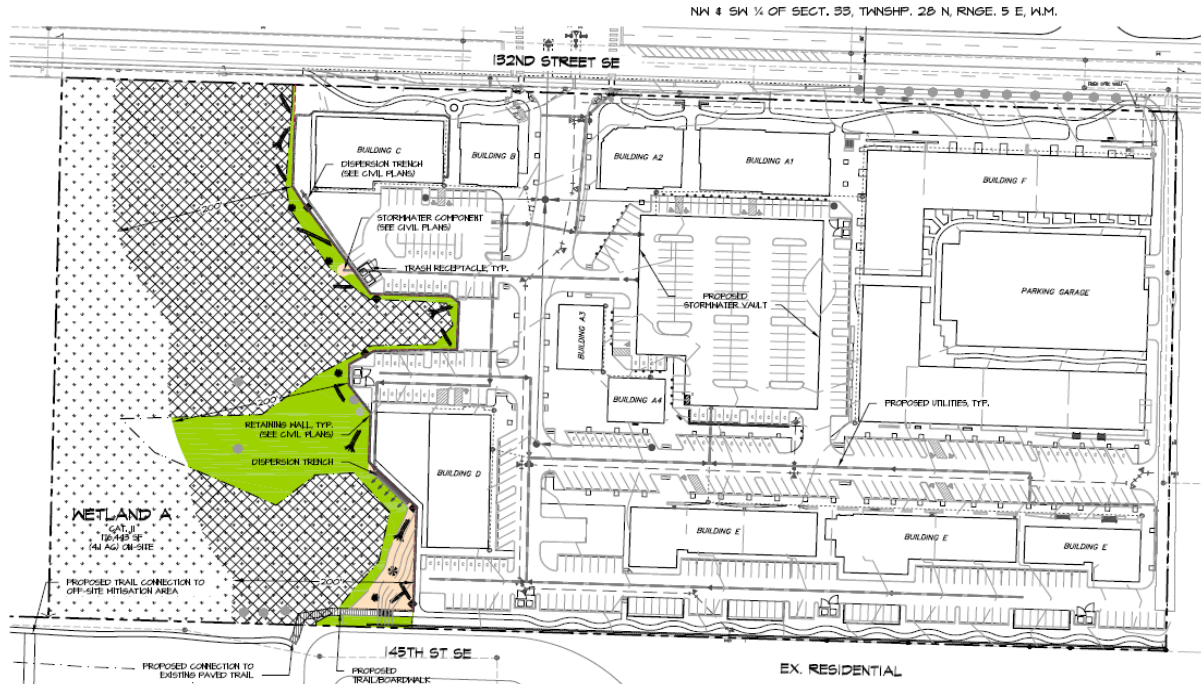 NW & SW ¼ OF SECT. 33, TWNSHP. 28 N, RNGE. 5 E, W.M.
132ND STREET SE
BUILDING C
BUILDING B
BUILDING A2
BUILDING A1
BUILDING F
DISPERSION TRENCH
(SEE CIVIL PLANS)
200'
STORMWATER COMPONENT
(SEE CIVIL PLANS)
TRASH RECEPTACLE, TYP.
PROPOSED
STORMWATER VAULT
PARKING GARAGE
BUILDING A3
BUILDING A4
200'
RETAINING WALL, TYP.
(SEE CIVIL PLANS)
PROPOSED UTILITIES, TYP.
DISPERSION TRENCH
BUILDING D
WETLAND A
CAT. II
176,443 SF
(4.1 AC) ON-SITE
BUILDING E
BUILDING E
BUILDING E
PROPOSED TRAIL CONNECTION TO
OFF-SITE MITIGATION AREA
200'
145TH ST SE
EX. RESIDENTIAL
PROPOSED CONNECTION TO
EXISTING PAVED TRAIL
PROPOSED
TRAIL/BOARDWALK